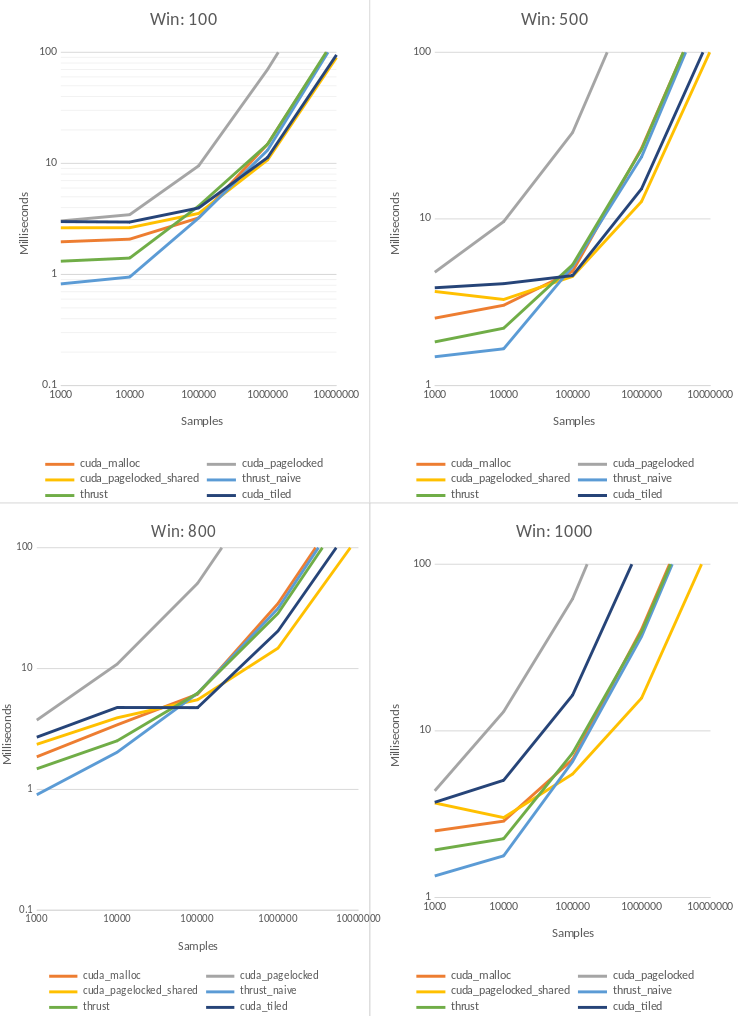 Win: 100
100
10
1
0.1
Milliseconds
1000 10000 100000 1000000 10000000
Samples
cuda_malloc cuda_pagelocked
cuda_pagelocked_shared thrust_naive
thrust cuda_tiled
Win: 500
100
10
1
Milliseconds
1000 10000 100000 1000000 10000000
Samples
cuda_malloc cuda_pagelocked
cuda_pagelocked_shared thrust_naive
thrust cuda_tiled
Win: 800
100
10
1
0.1
Milliseconds
1000 10000 100000 1000000 10000000
Samples
cuda_malloc cuda_pagelocked
cuda_pagelocked_shared thrust_naive
thrust cuda_tiled
Win: 1000
100
10
1
Milliseconds
1000 10000 100000 1000000 10000000
Samples
cuda_malloc cuda_pagelocked
cuda_pagelocked_shared thrust_naive
thrust cuda_tiled